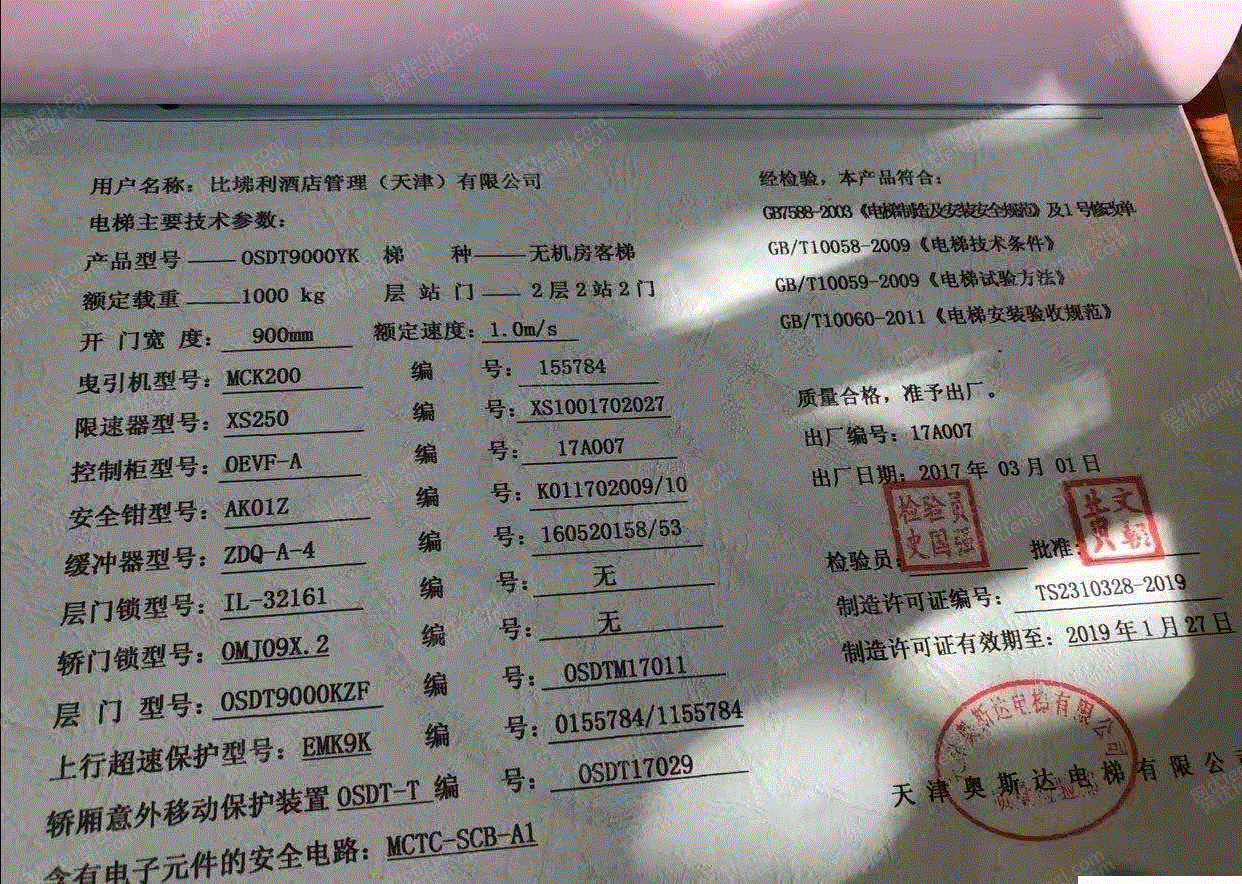 用户名称：比埚利酒店管理（天津）有限公司
电梯主要技术参数：
产品型号——OSDT9000YK 梯 种——无机房客梯
额定载重——1000 kg 层 站 门——2层2站2门
开 门 宽 度：900mm 额定速度：1.0m/s
曳引机型号：MCK200 编 号：155784
限速器型号：XS250 编 号：XS1001702027
控制柜型号：OEVF-A 编 号：17A007
安全钳型号：AK01Z 编 号：K011702009/10
缓冲器型号：ZDQ-A-4 编 号：160520158/53
层门锁型号：IL-32161 编 号：无
轿门锁型号：OMJ09X.2 编 号：无
层 门 型号：OSDT9000KZF 编 号：OSDTM17011
上行超速保护型号：EMK9K 编 号：0155784/1155784
轿厢意外移动保护装置 OSDT-T 编 号：OSDT17029
含有电子元件的安全电路：MCTC-SCB-A1
经检验，本产品符合：
GB7588-2003《电梯制造及安装安全规范》及1号修改单
GB/T10058-2009《电梯技术条件》
GB/T10059-2009《电梯试验方法》
GB/T10060-2011《电梯安装验收规范》
质量合格，准予出厂。
出厂编号：17A007
出厂日期：2017年 03月 01日
检验员：
检验员
史国强
批准：
制造许可证编号：TS2310328-2019
制造许可证有效期至：2019年1月27日
天津奥斯达电梯有限公司